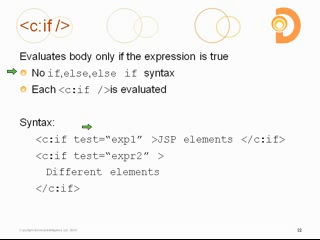 <c:if />
Evaluates body only if the expression is true
No if,else,else if syntax
Each <c:if />is evaluated
Syntax:
<c:if test=“exp1” >JSP elements </c:if>
<c:if test=“expr2” >
Different elements
</c:if>
32